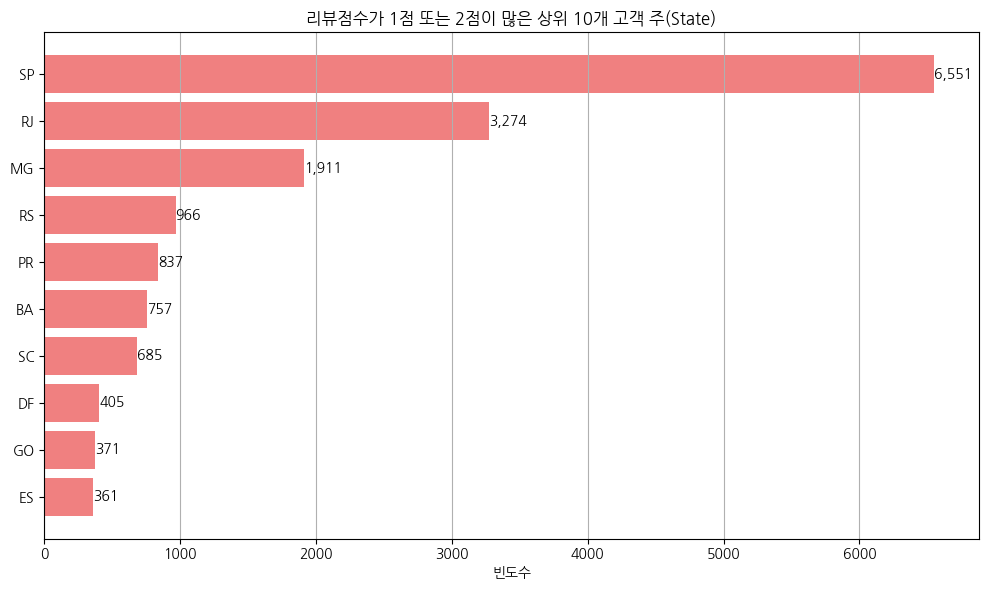 리뷰점수가 1점 또는 2점이 많은 상위 10개 고객 주(State)
SP 6,551
RJ 3,274
MG 1,911
RS 966
PR 837
BA 757
SC 685
DF 405
GO 371
ES 361
0 1000 2000 3000 4000 5000 6000
빈도수